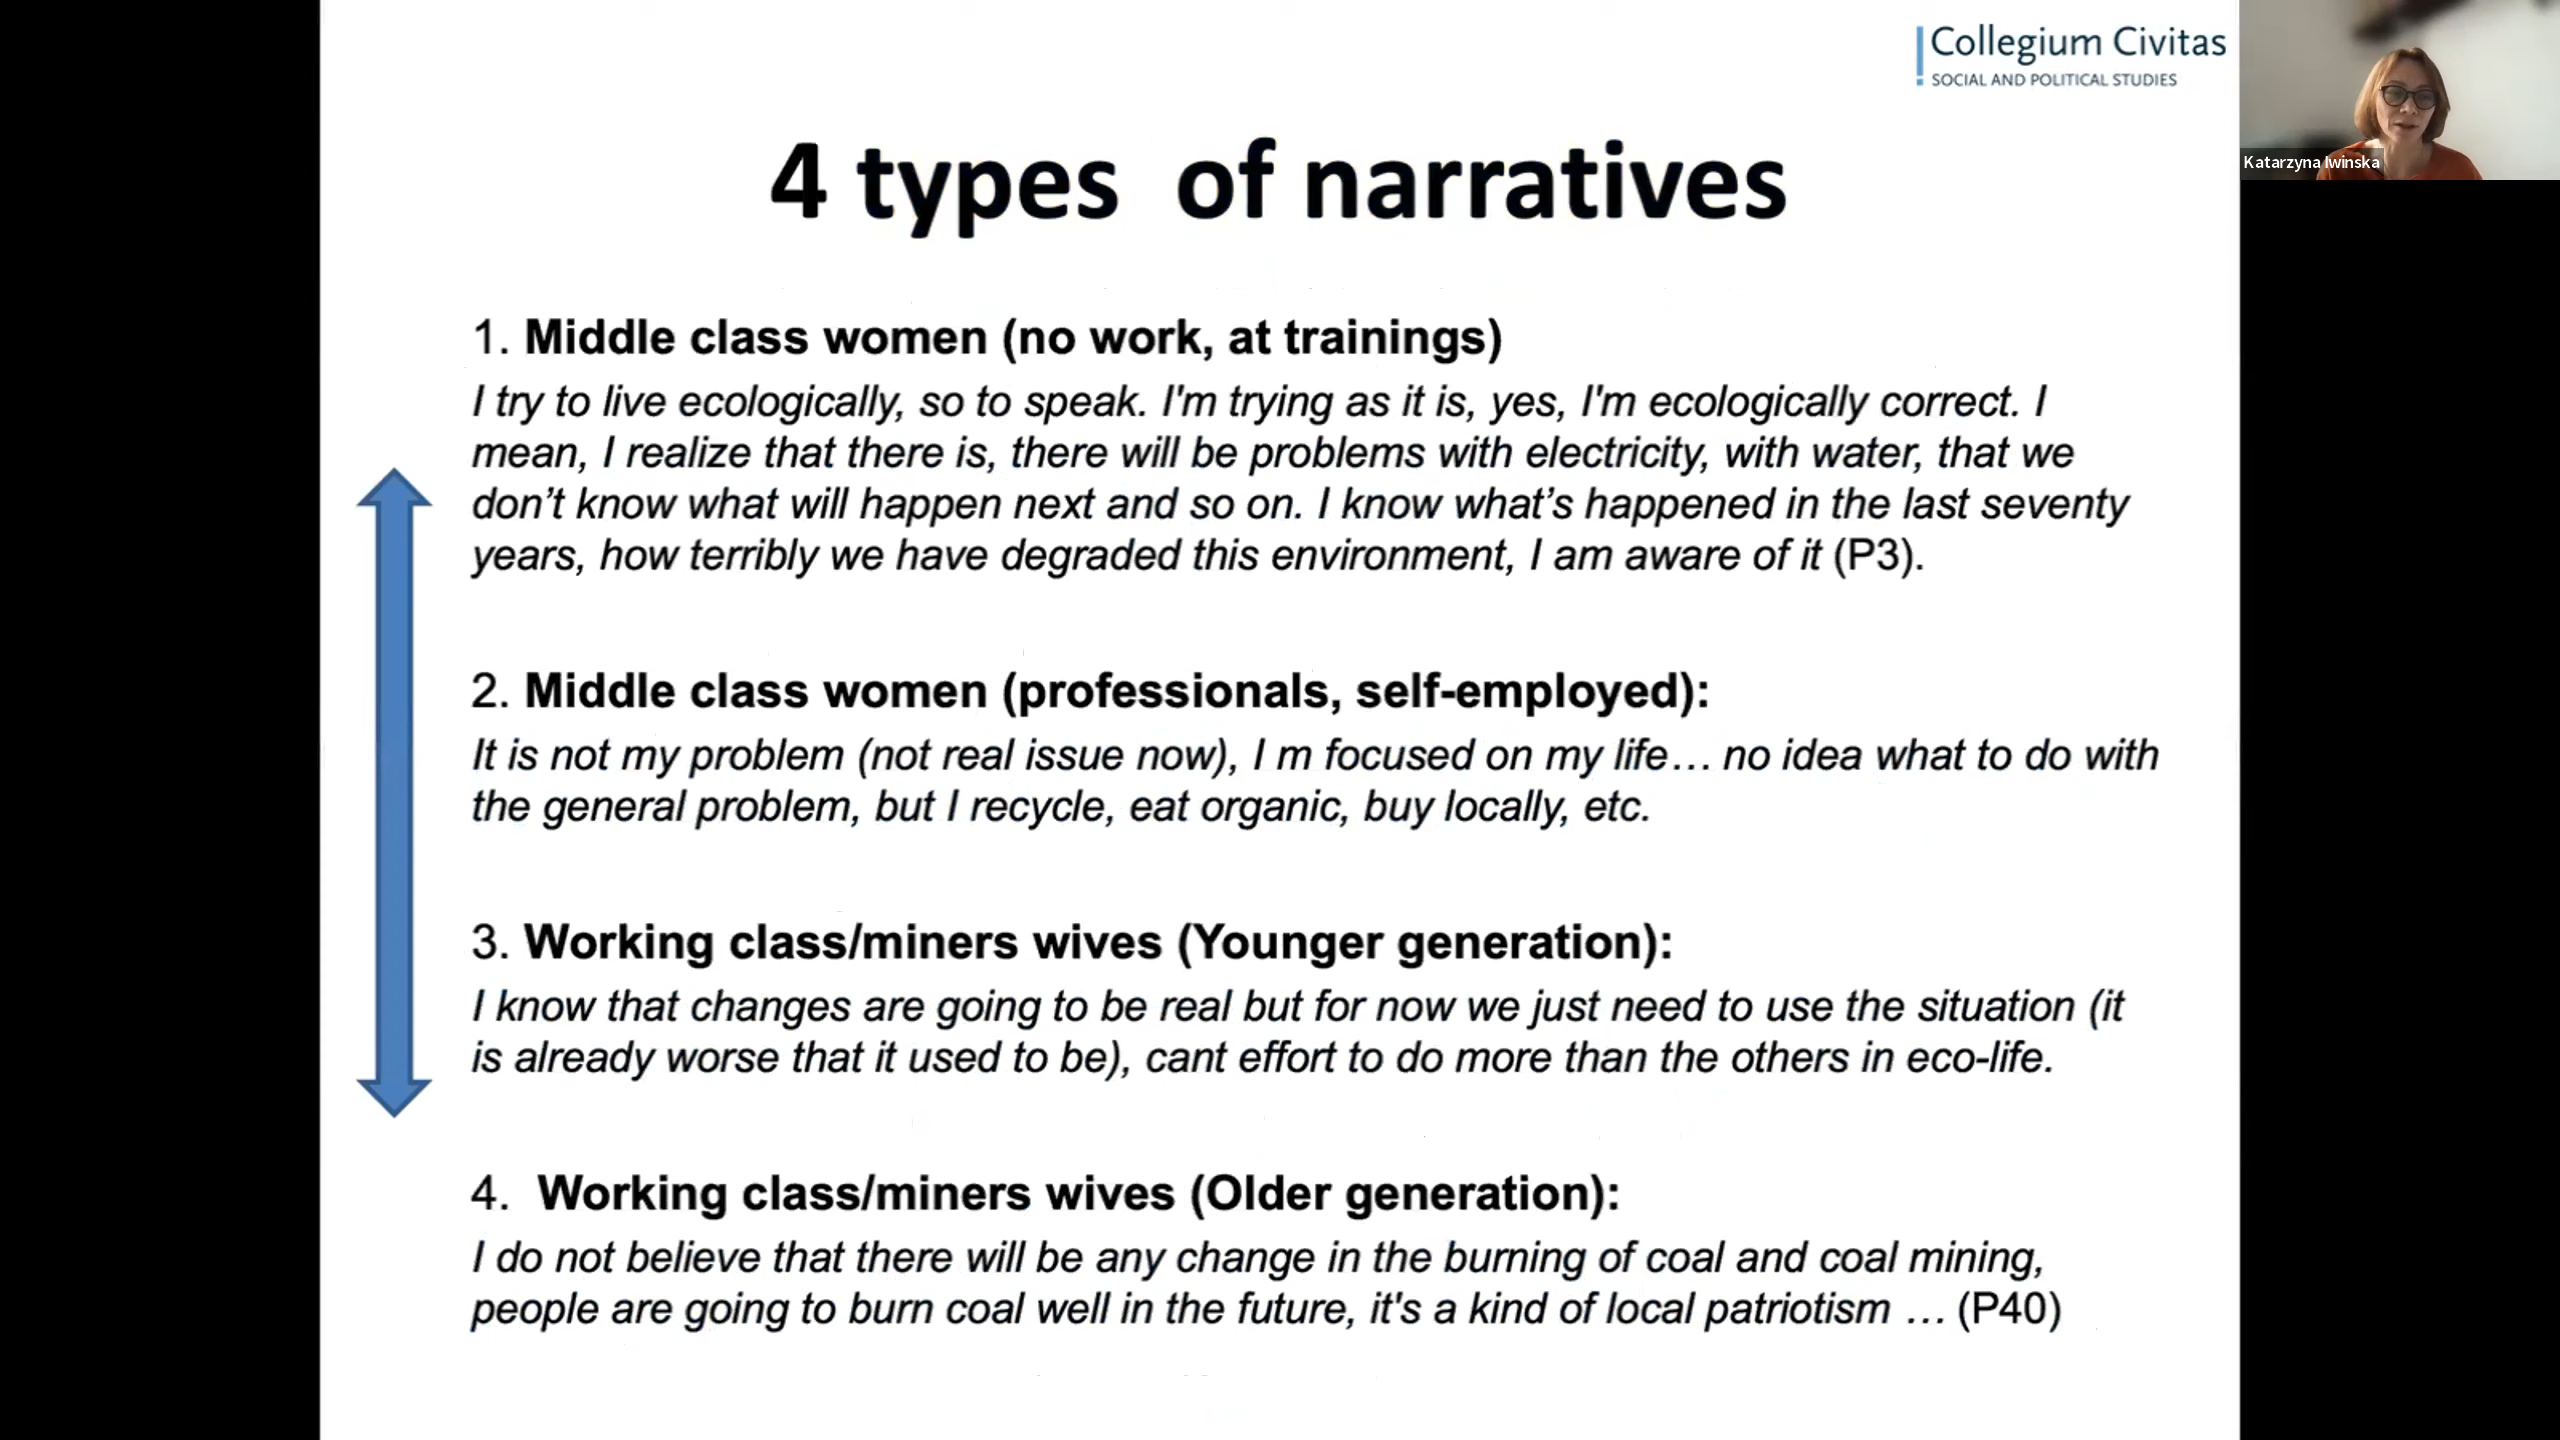 Collegium Civitas
SOCIAL AND POLITICAL STUDIES
Katarzyna Iwinska
4 types of narratives
1. Middle class women (no work, at trainings)
I try to live ecologically, so to speak. I'm trying as it is, yes, I'm ecologically correct. I
mean, I realize that there is, there will be problems with electricity, with water, that we
don’t know what will happen next and so on. I know what’s happened in the last seventy
years, how terribly we have degraded this environment, I am aware of it (P3).
2. Middle class women (professionals, self-employed):
It is not my problem (not real issue now), I m focused on my life… no idea what to do with
the general problem, but I recycle, eat organic, buy locally, etc.
3. Working class/miners wives (Younger generation):
I know that changes are going to be real but for now we just need to use the situation (it
is already worse that it used to be), cant effort to do more than the others in eco-life.
4. Working class/miners wives (Older generation):
I do not believe that there will be any change in the burning of coal and coal mining,
people are going to burn coal well in the future, it's a kind of local patriotism … (P40)